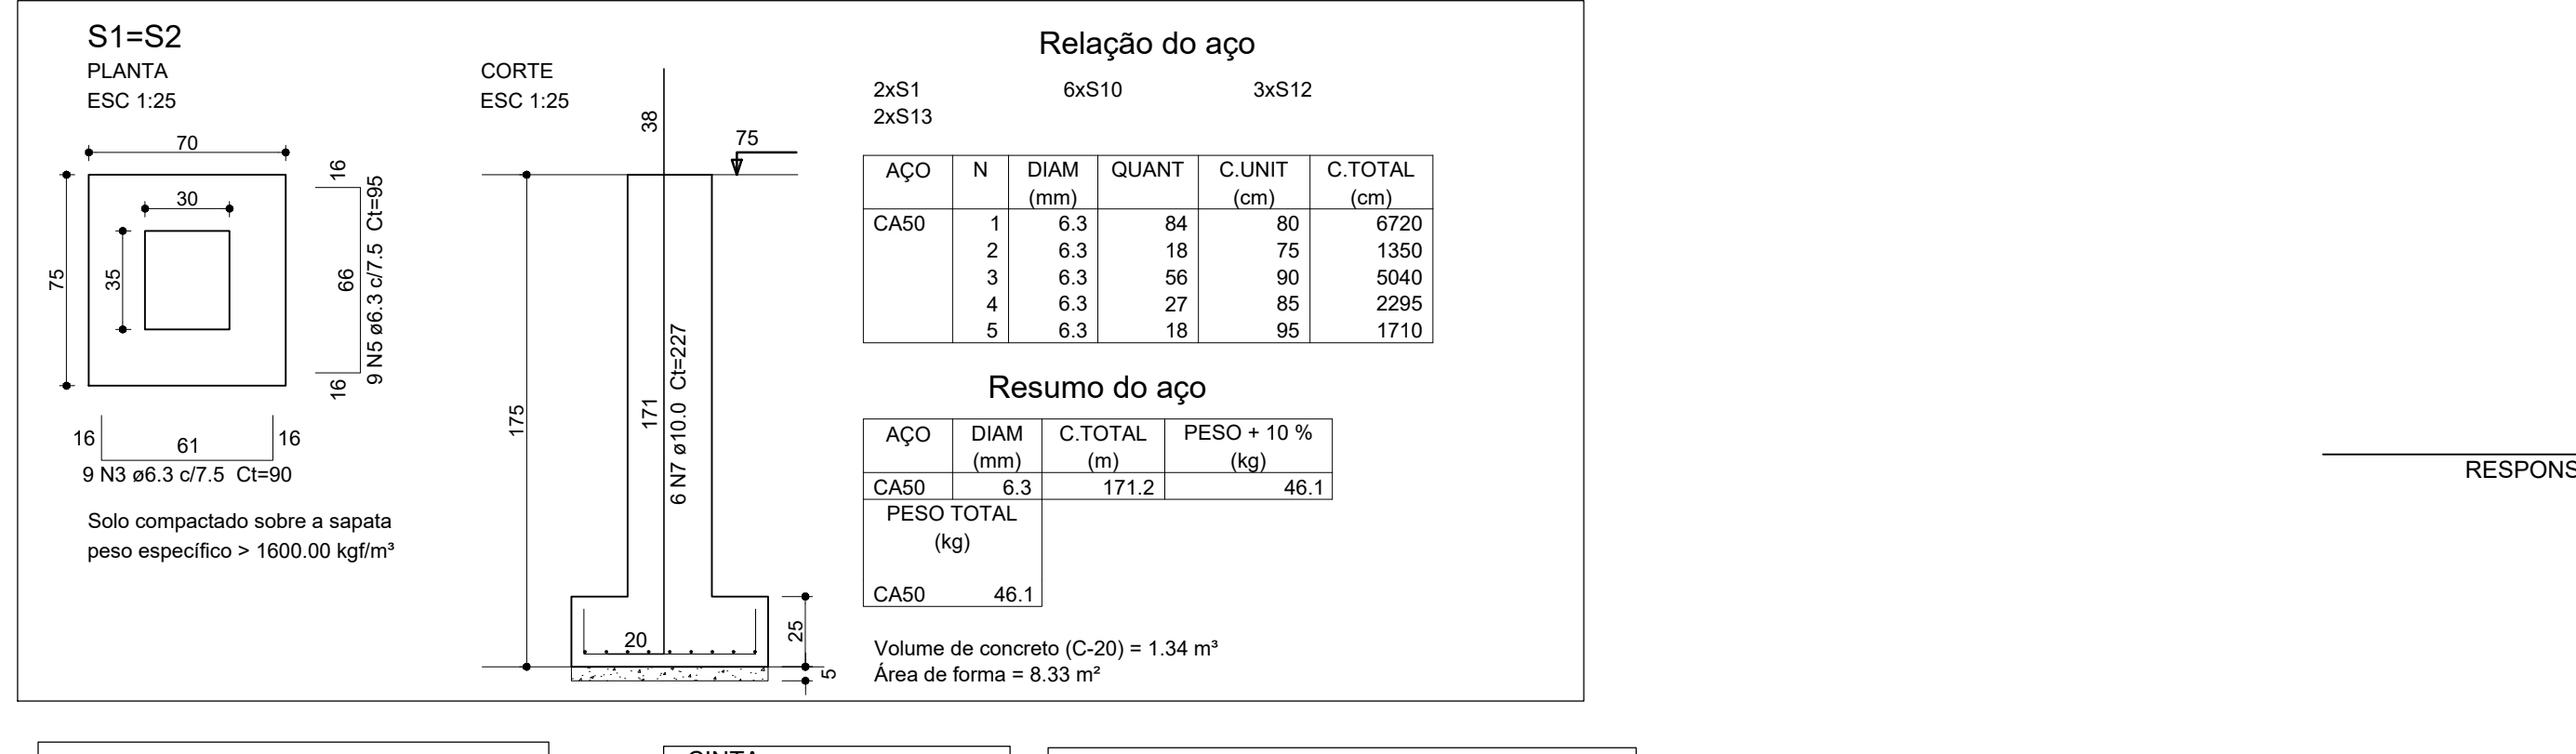 S1=S2
PLANTA
ESC 1:25
70
30
75
35
16
66
16
9 N5 ø6.3 c/7.5 Ct=95
16
61
16
9 N3 ø6.3 c/7.5 Ct=90
Solo compactado sobre a sapata
peso específico > 1600.00 kgf/m³
CORTE
ESC 1:25
38
75
175
171
6 N7 ø10.0 Ct=227
20
25
5
Relação do aço
2xS1 6xS10 3xS12
2xS13
AÇO N DIAM QUANT C.UNIT C.TOTAL
(mm) (cm) (cm)
CA50 1 6.3 84 80 6720
2 6.3 18 75 1350
3 6.3 56 90 5040
4 6.3 27 85 2295
5 6.3 18 95 1710
Resumo do aço
AÇO DIAM C.TOTAL PESO + 10 %
(mm) (m) (kg)
CA50 6.3 171.2 46.1
PESO TOTAL
(kg)
CA50 46.1
Volume de concreto (C-20) = 1.34 m³
Área de forma = 8.33 m²
RESPONS